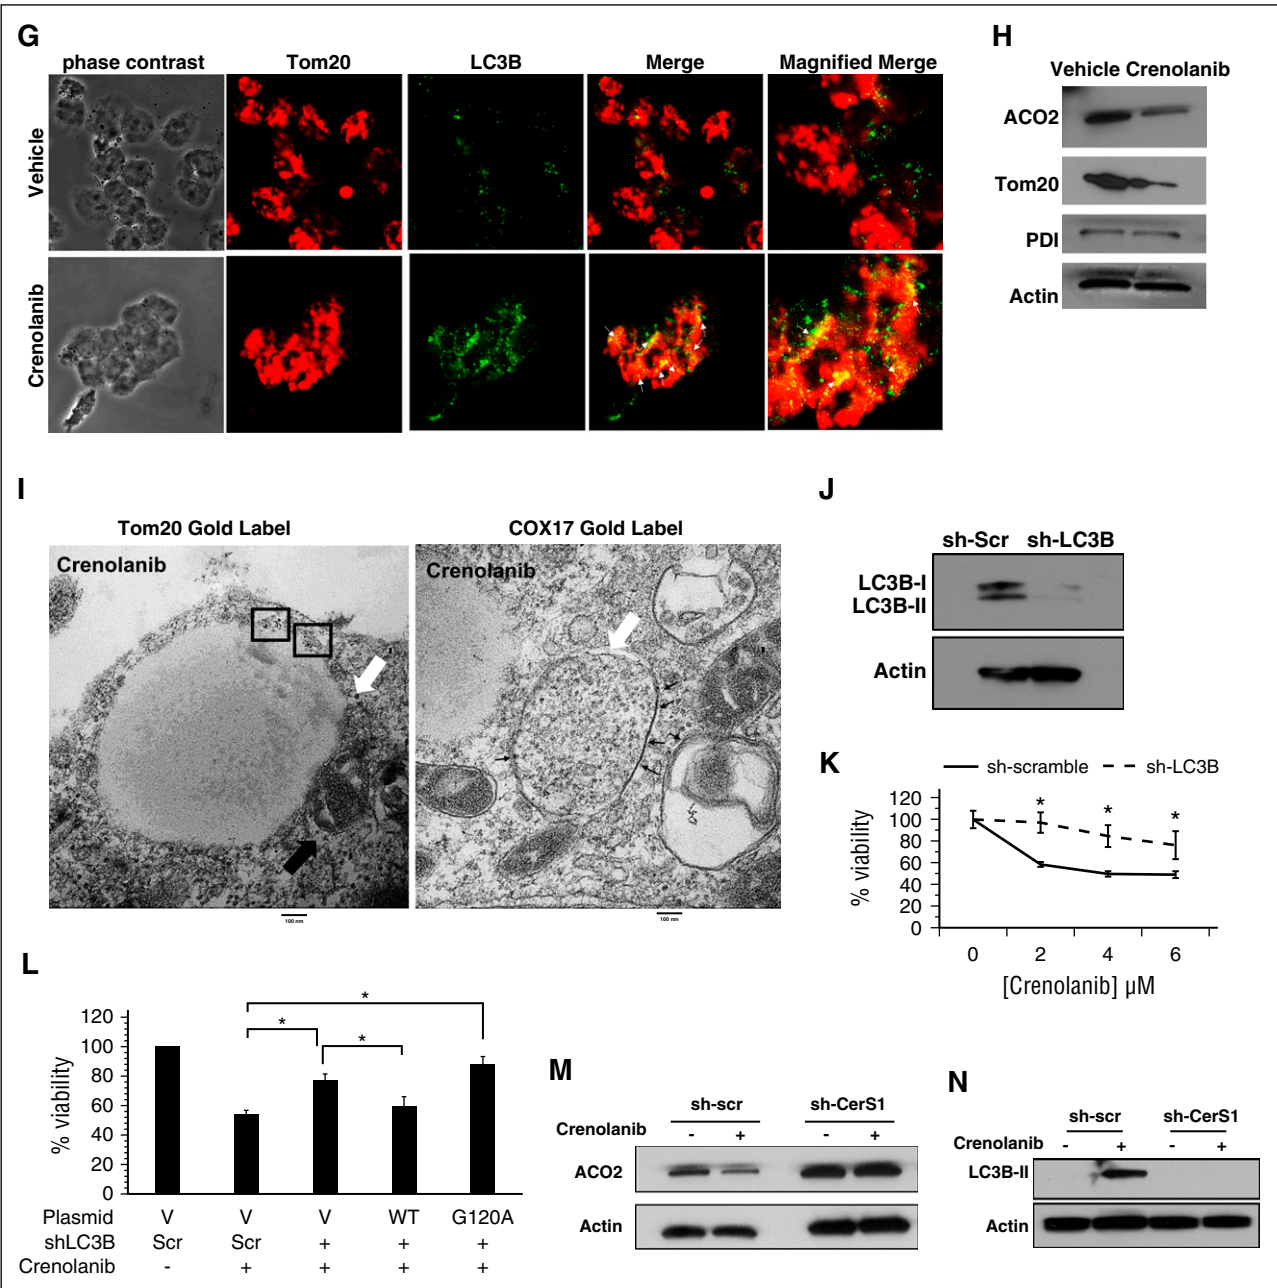 G
phase contrast Tom20 LC3B Merge Magnified Merge
Vehicle
Crenolanib
H
Vehicle Crenolanib
ACO2
Tom20
PDI
Actin
I
Tom20 Gold Label COX17 Gold Label
Crenolanib Crenolanib
100 nm 100 nm
J
sh-Scr sh-LC3B
LC3B-I
LC3B-II
Actin
K
sh-scramble sh-LC3B
% viability
120
100
80
60
40
20
0
* * *
0 2 4 6
[Crenolanib] µM
L
% viability
120
100
80
60
40
20
0
*
* *
Plasmid V V V WT G120A
shLC3B Scr Scr + + +
Crenolanib - + + + +
M
sh-scr sh-CerS1
Crenolanib - + - +
ACO2
Actin
N
sh-scr sh-CerS1
Crenolanib - + - +
LC3B-II
Actin